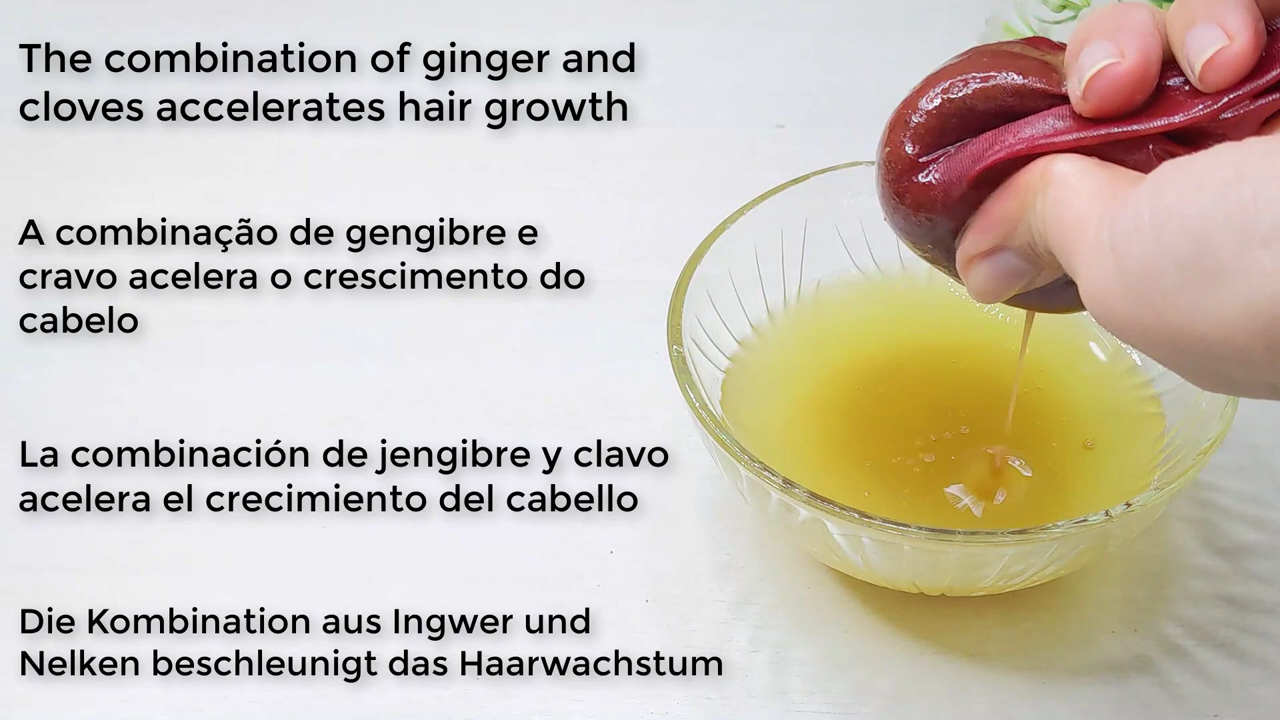 The combination of ginger and
cloves accelerates hair growth
A combinação de gengibre e
cravo acelera o crescimento do
cabelo
La combinación de jengibre y clavo
acelera el crecimiento del cabello
Die Kombination aus Ingwer und
Nelken beschleunigt das Haarwachstum